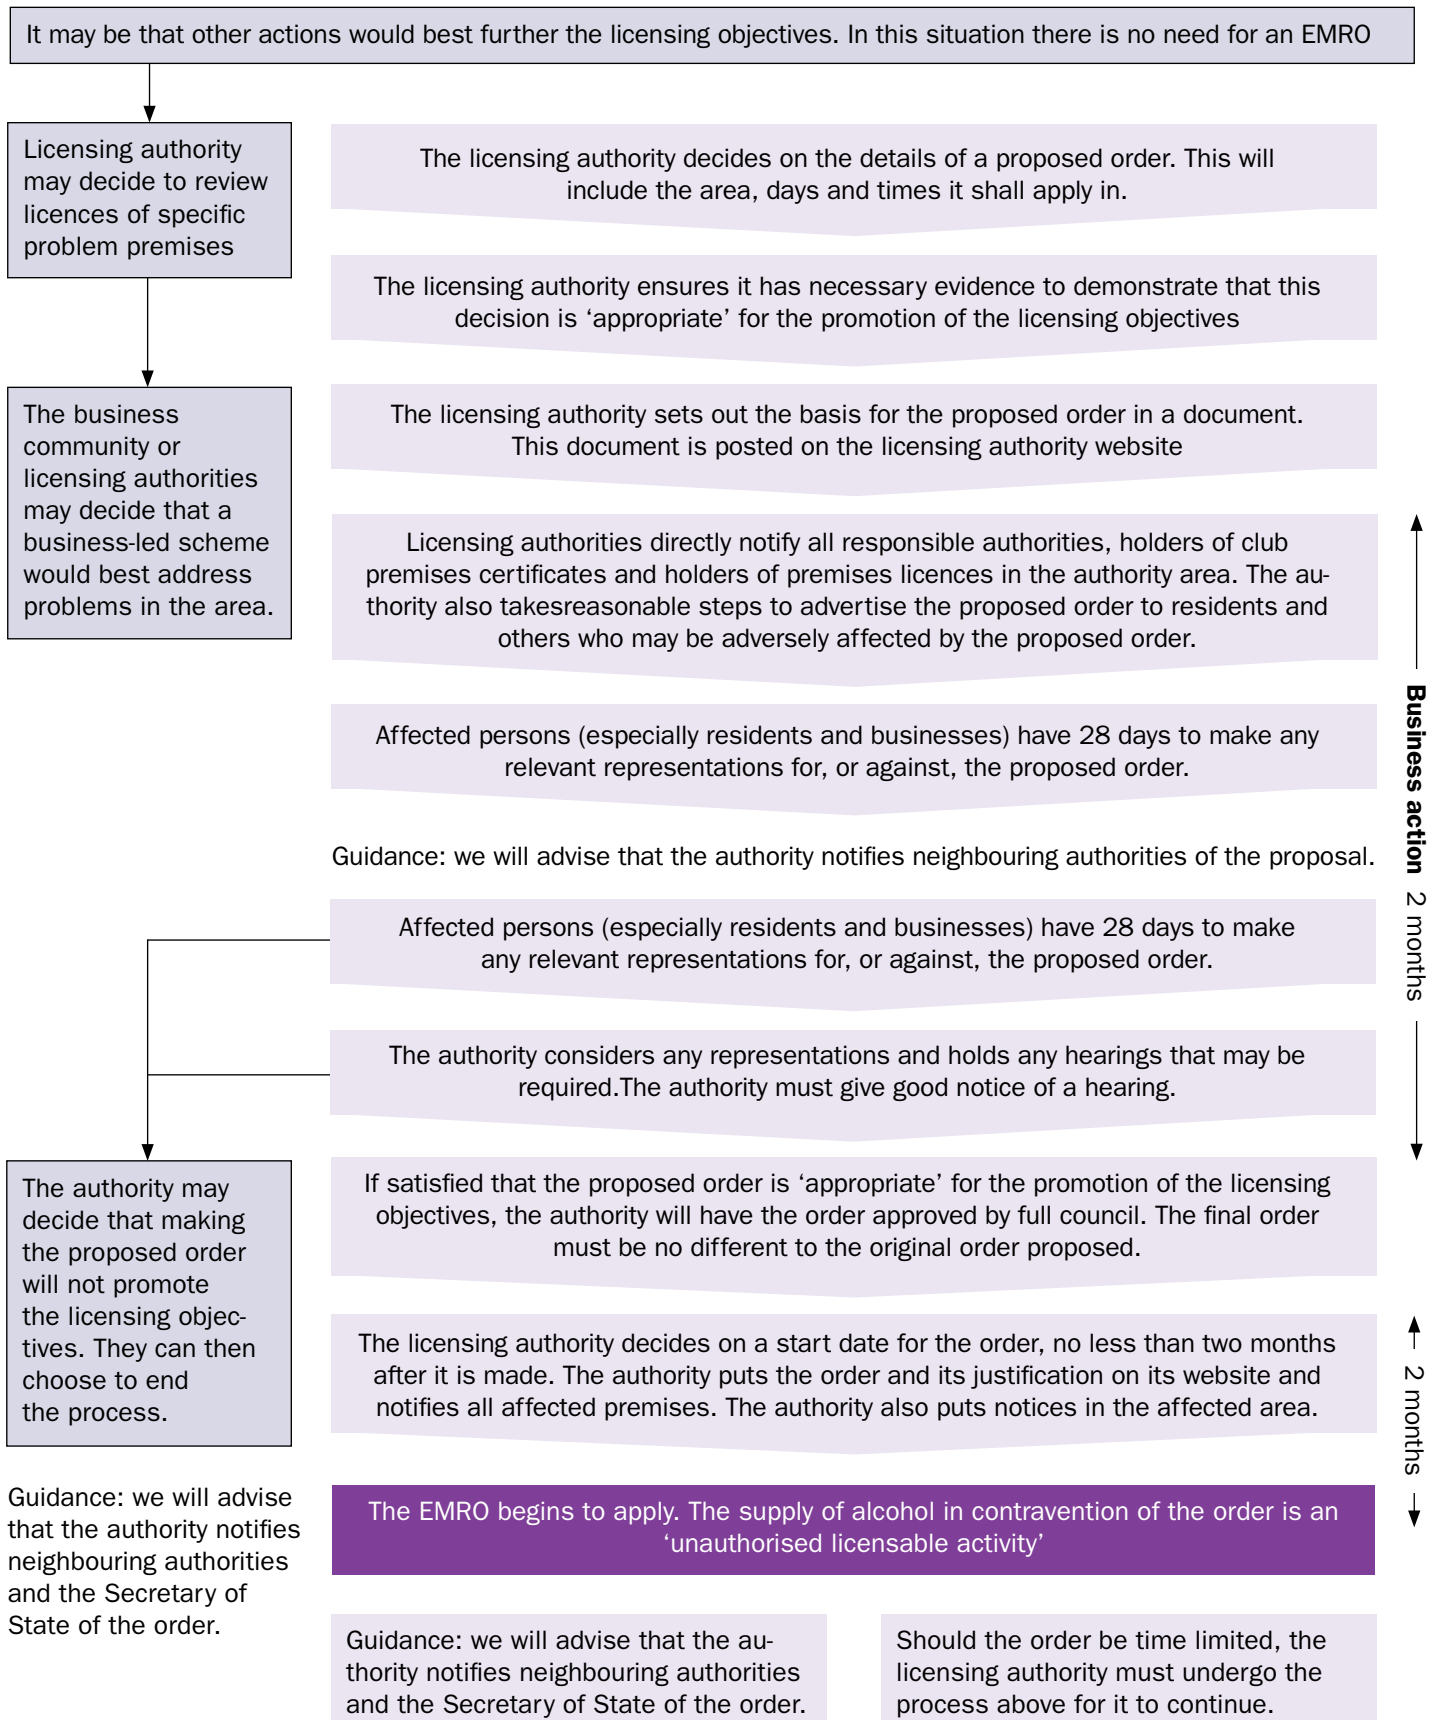 It may be that other actions would best further the licensing objectives. In this situation there is no need for an EMRO
Licensing authority
may decide to review
licences of specific
problem premises
The business
community or
licensing authorities
may decide that a
business-led scheme
would best address
problems in the area.
The licensing authority decides on the details of a proposed order. This will
include the area, days and times it shall apply in.
The licensing authority ensures it has necessary evidence to demonstrate that this
decision is ‘appropriate’ for the promotion of the licensing objectives
The licensing authority sets out the basis for the proposed order in a document.
This document is posted on the licensing authority website
Licensing authorities directly notify all responsible authorities, holders of club
premises certificates and holders of premises licences in the authority area. The au-
thority also takesreasonable steps to advertise the proposed order to residents and
others who may be adversely affected by the proposed order.
Affected persons (especially residents and businesses) have 28 days to make any
relevant representations for, or against, the proposed order.
Guidance: we will advise that the authority notifies neighbouring authorities of the proposal.
Affected persons (especially residents and businesses) have 28 days to make
any relevant representations for, or against, the proposed order.
The authority considers any representations and holds any hearings that may be
required.The authority must give good notice of a hearing.
Business action 2 months
The authority may
decide that making
the proposed order
will not promote
the licensing objec-
tives. They can then
choose to end
the process.
If satisfied that the proposed order is ‘appropriate’ for the promotion of the licensing
objectives, the authority will have the order approved by full council. The final order
must be no different to the original order proposed.
The licensing authority decides on a start date for the order, no less than two months
after it is made. The authority puts the order and its justification on its website and
notifies all affected premises. The authority also puts notices in the affected area.
2 months
Guidance: we will advise
that the authority notifies
neighbouring authorities
and the Secretary of
State of the order.
The EMRO begins to apply. The supply of alcohol in contravention of the order is an
‘unauthorised licensable activity’
Guidance: we will advise that the au-
thority notifies neighbouring authorities
and the Secretary of State of the order.
Should the order be time limited, the
licensing authority must undergo the
process above for it to continue.